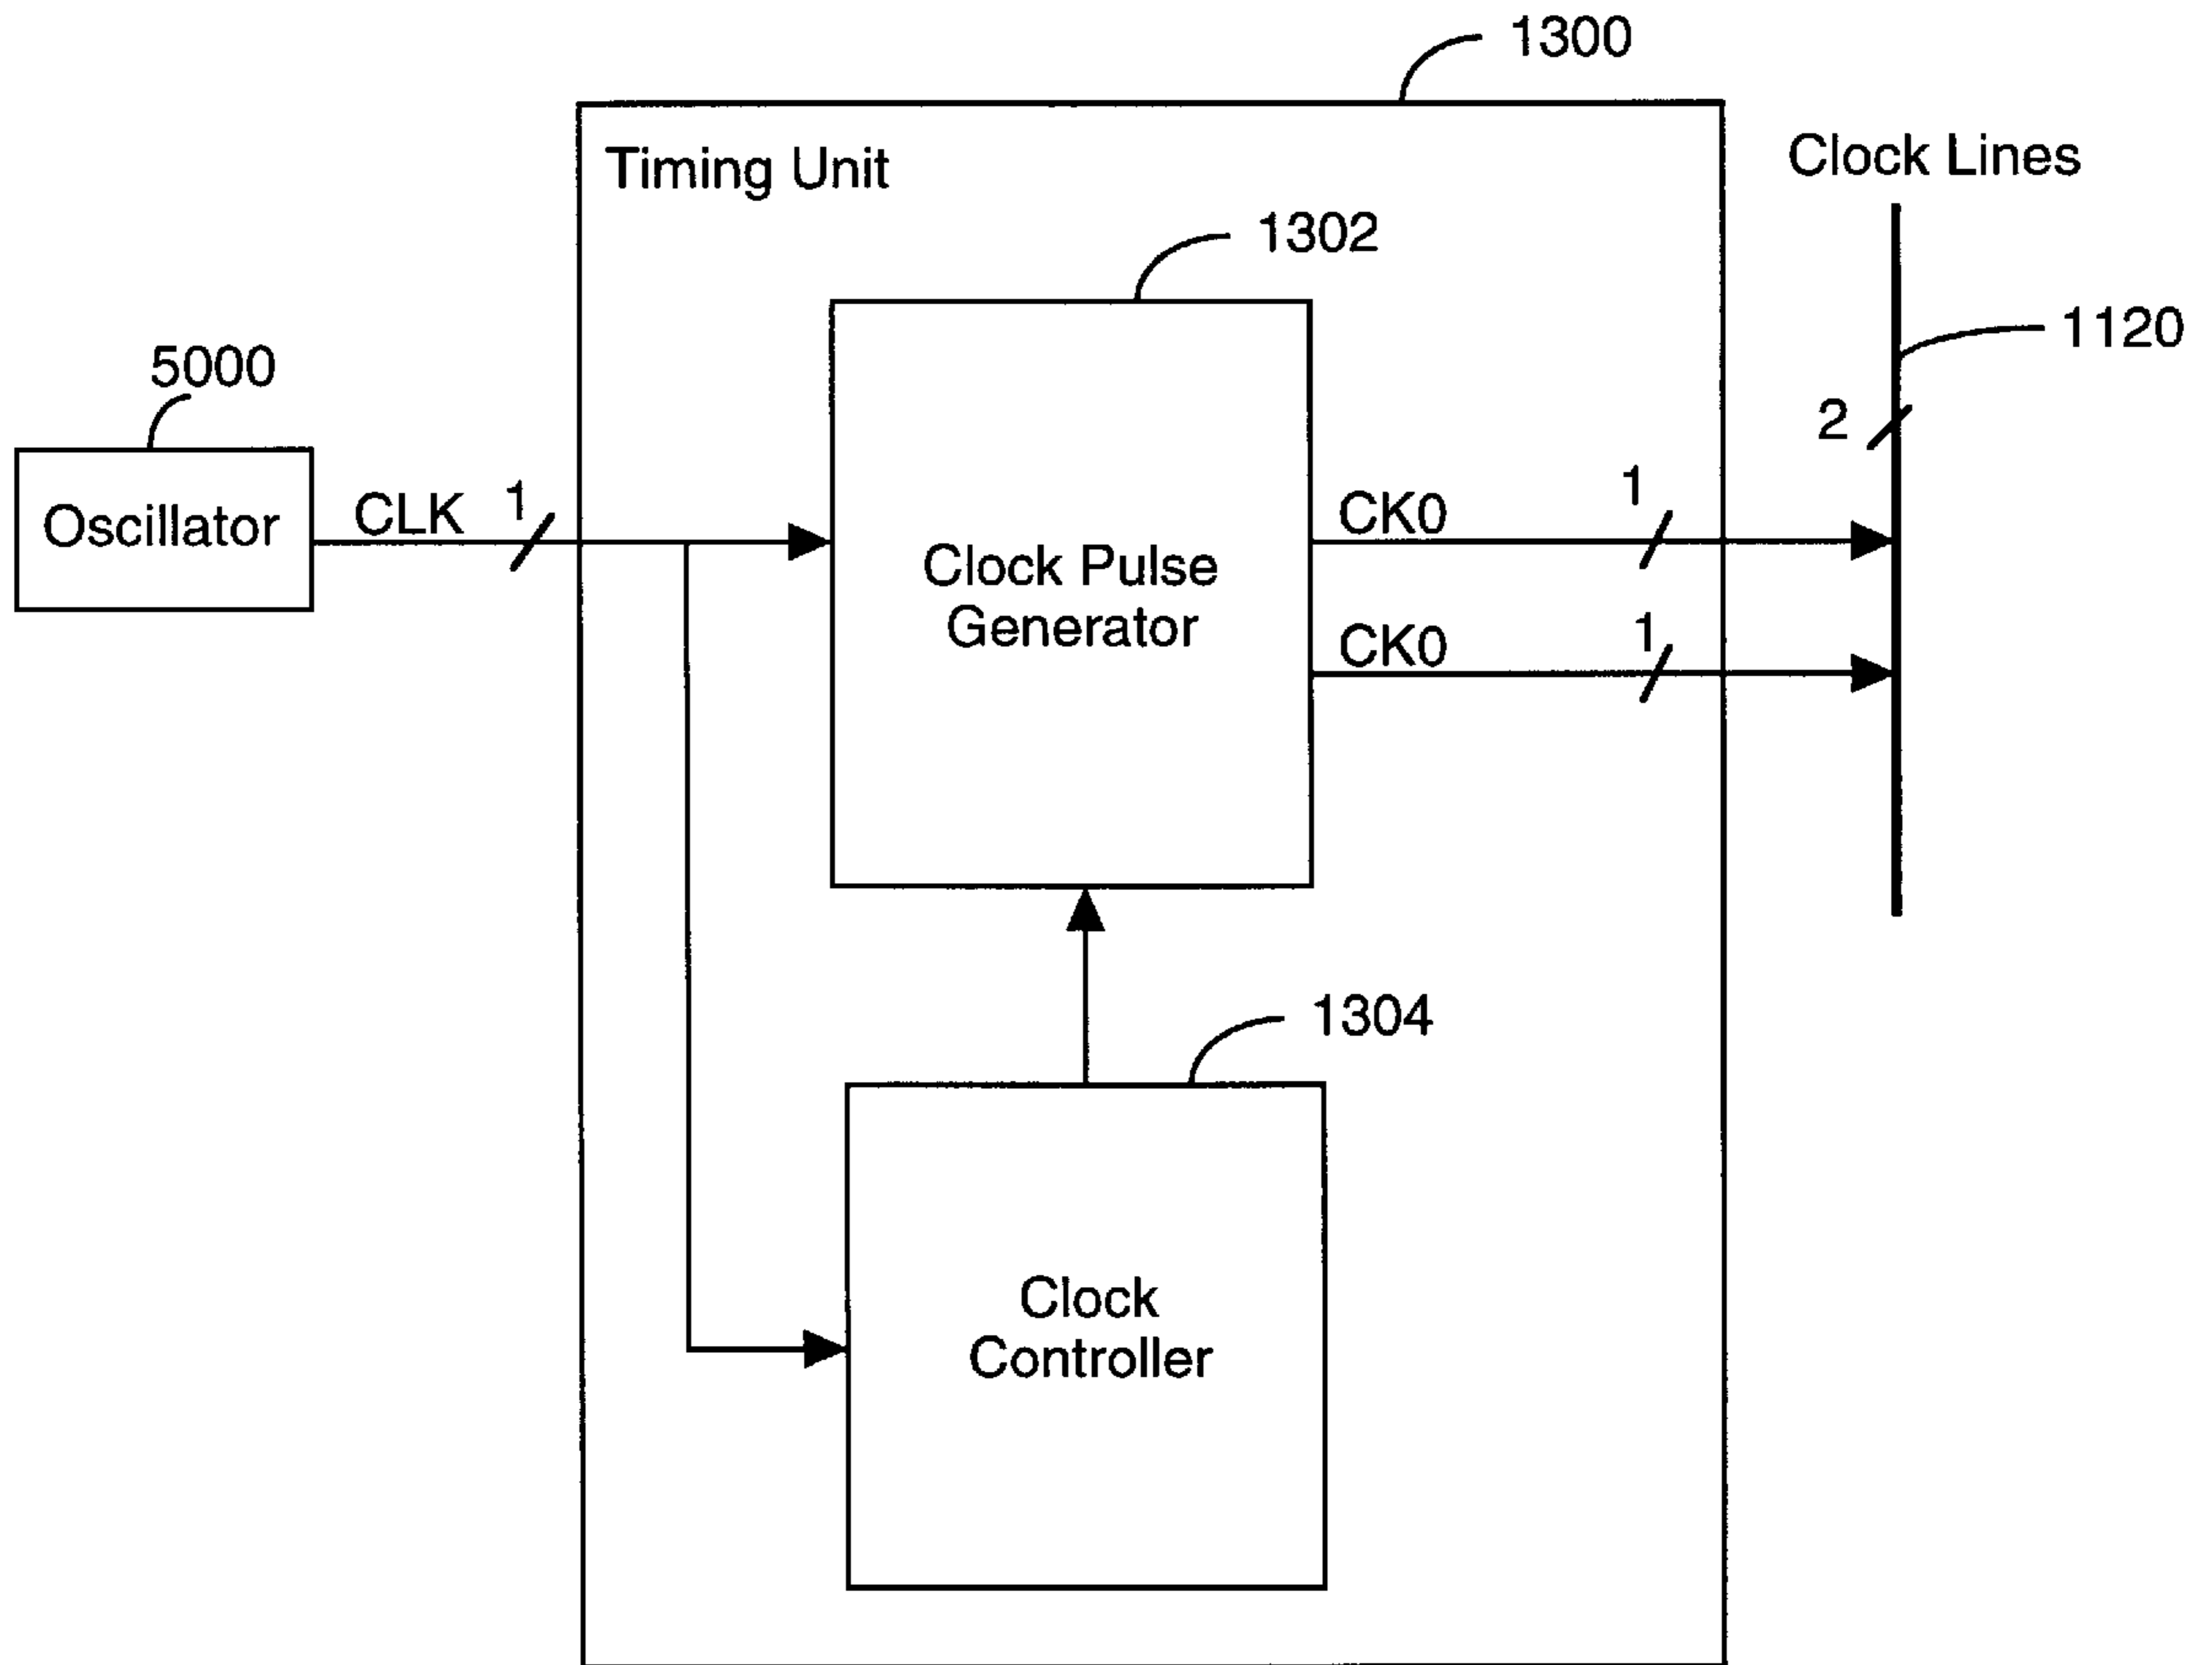 1300
Timing Unit
Clock Lines
1302
1120
5000
2
Oscillator
CLK
1
Clock Pulse
Generator
CK0
1
CK0
1
1304
Clock
Controller